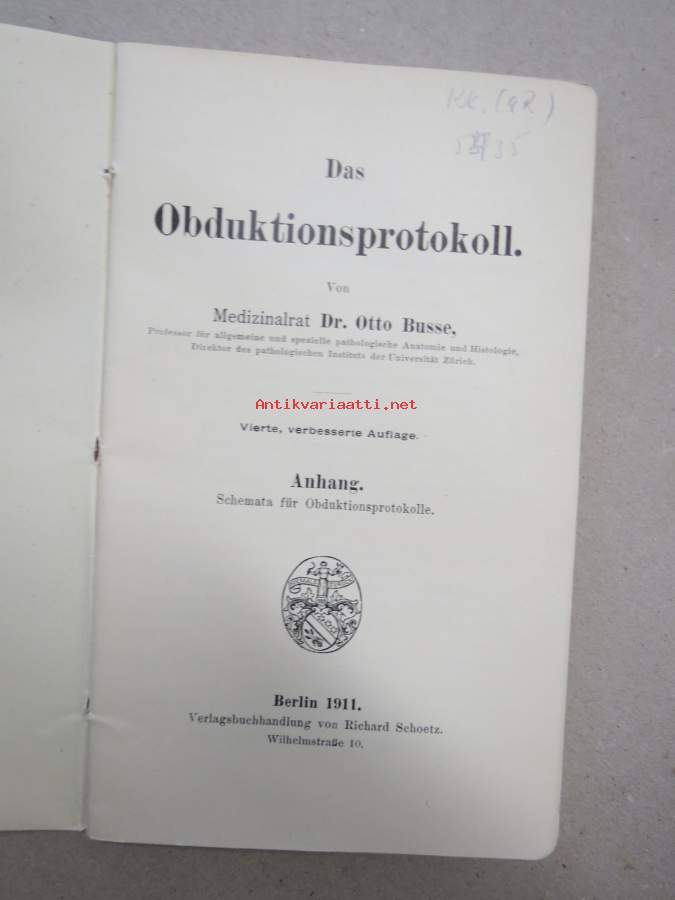 Das
Obduktionsprotokoll.
Von
Medizinalrat Dr. Otto Busse,
Professor für allgemeine und spezielle pathologische Anatomie und Histologie,
Direktor des pathologischen Instituts der Universität Zürich.
Antikvariaatti.net
Vierte, verbesserte Auflage.
Anhang.
Schemata für Obduktionsprotokolle.
Berlin 1911.
Verlagsbuchhandlung von Richard Schoetz.
Wilhelmstraße 10.